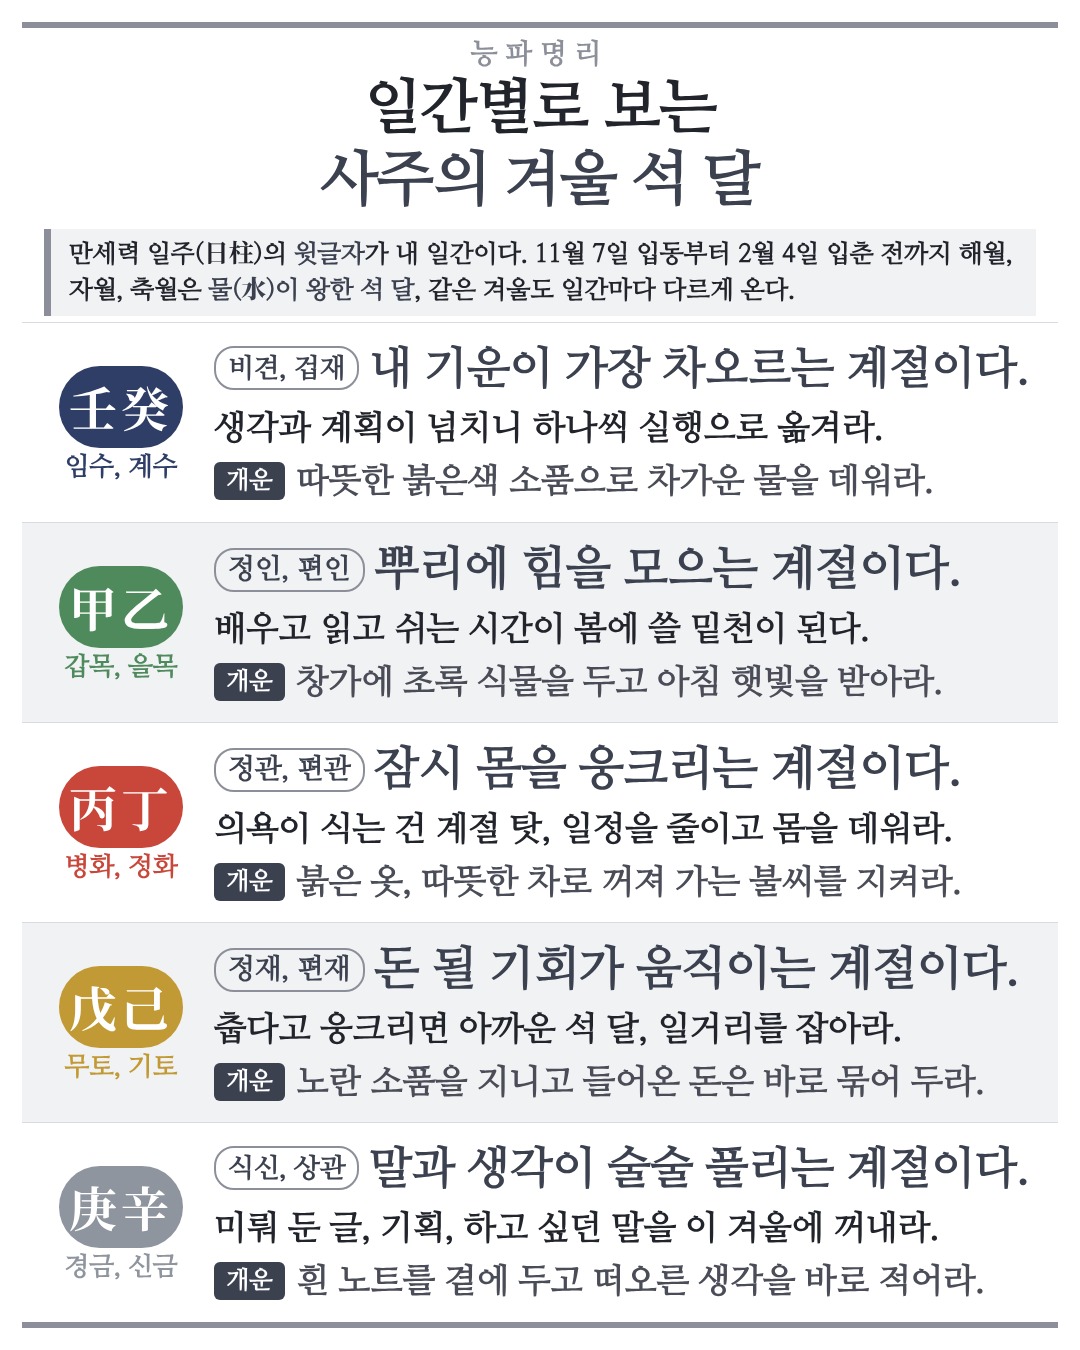 능파명리
일간별로 보는
사주의 겨울 석 달
만세력 일주(日柱)의 윗글자가 내 일간이다. 11월 7일 입동부터 2월 4일 입춘 전까지 해월,
자월, 축월은 물(水)이 왕한 석 달, 같은 겨울도 일간마다 다르게 온다.
壬癸
임수, 계수
비견, 겁재 내 기운이 가장 차오르는 계절이다.
생각과 계획이 넘치니 하나씩 실행으로 옮겨라.
개운 따뜻한 붉은색 소품으로 차가운 물을 데워라.
甲乙
갑목, 을목
정인, 편인 뿌리에 힘을 모으는 계절이다.
배우고 읽고 쉬는 시간이 봄에 쓸 밑천이 된다.
개운 창가에 초록 식물을 두고 아침 햇빛을 받아라.
丙丁
병화, 정화
정관, 편관 잠시 몸을 웅크리는 계절이다.
의욕이 식는 건 계절 탓, 일정을 줄이고 몸을 데워라.
개운 붉은 옷, 따뜻한 차로 꺼져 가는 불씨를 지켜라.
戊己
무토, 기토
정재, 편재 돈 될 기회가 움직이는 계절이다.
춥다고 웅크리면 아까운 석 달, 일거리를 잡아라.
개운 노란 소품을 지니고 들어온 돈은 바로 묶어 두라.
庚辛
경금, 신금
식신, 상관 말과 생각이 술술 풀리는 계절이다.
미뤄 둔 글, 기획, 하고 싶던 말을 이 겨울에 꺼내라.
개운 흰 노트를 곁에 두고 떠오른 생각을 바로 적어라.